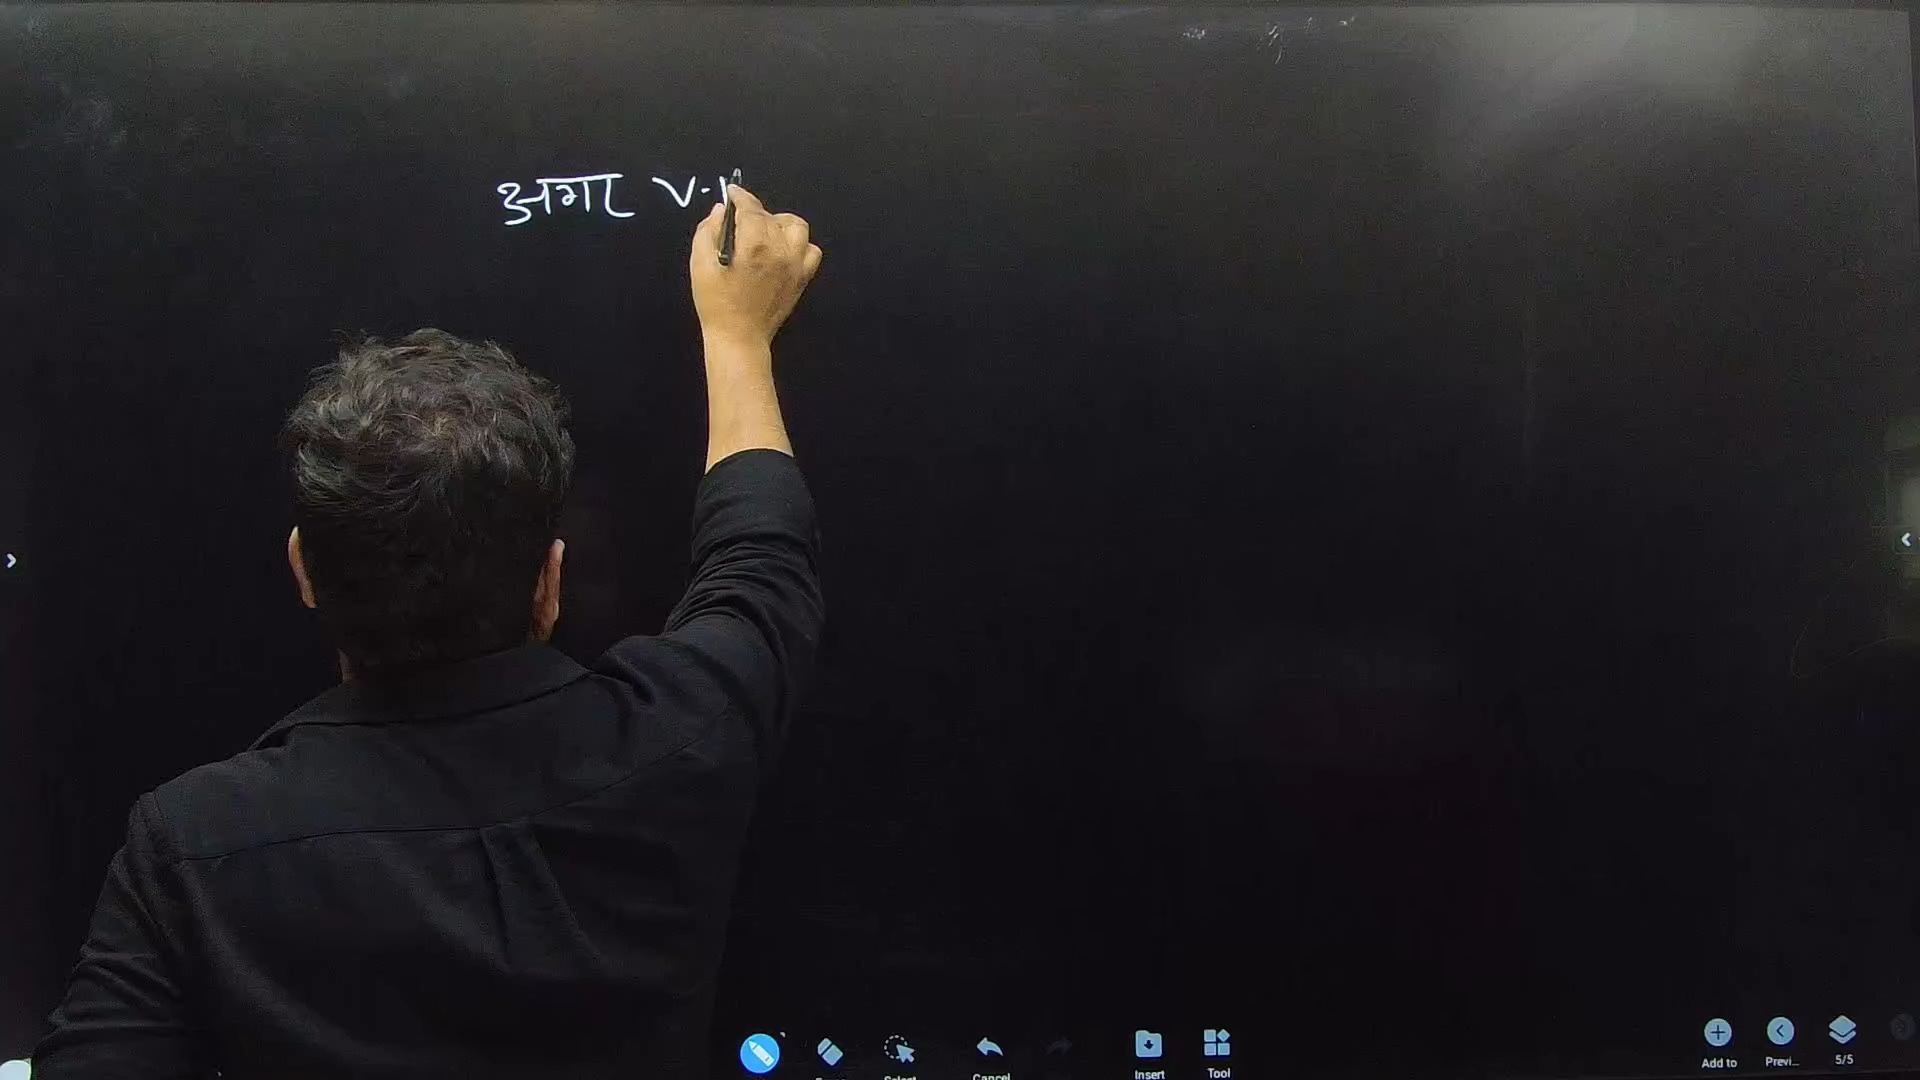 अगर V.
Cancel
Insert
Tool
Add to
Previ...
5/5